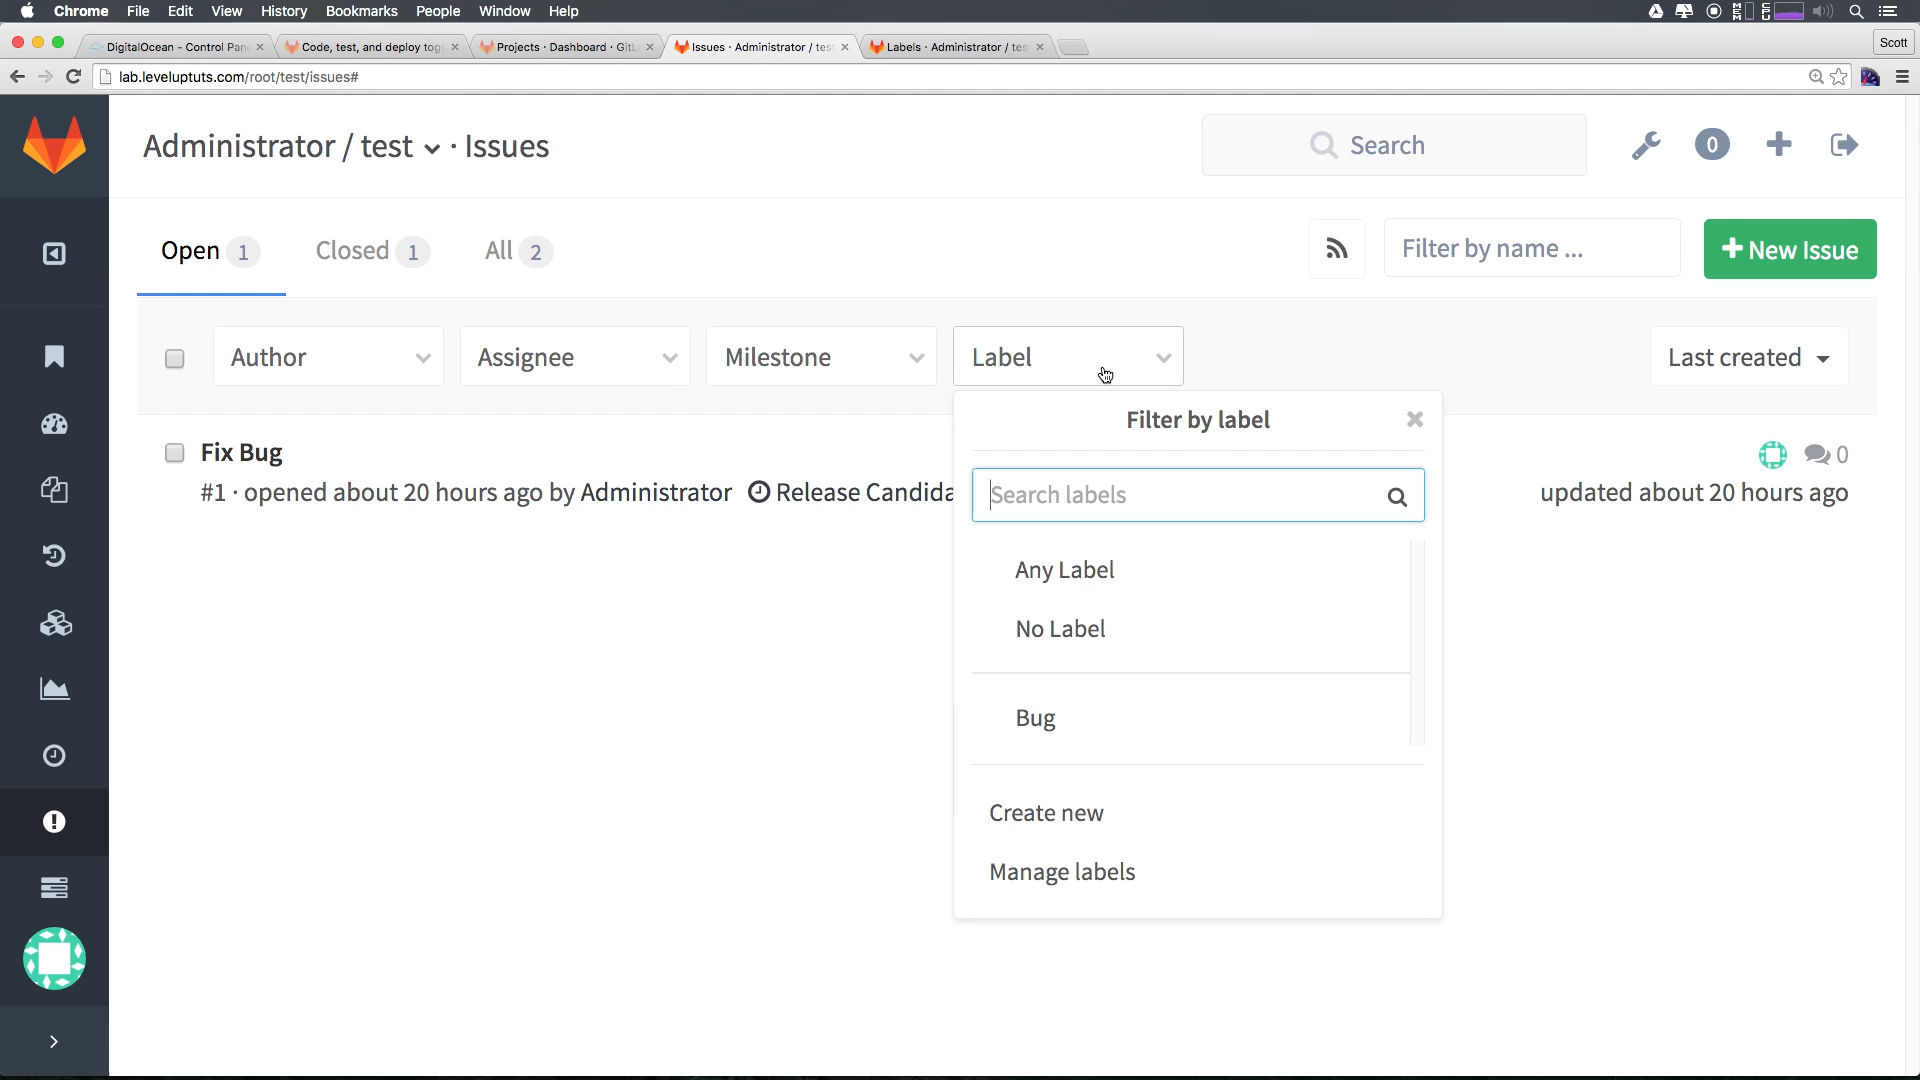 Chrome File Edit View History Bookmarks People Window Help
DigitalOcean - Control Pan
Code, test, and deploy tog
Projects · Dashboard · GitL
Issues · Administrator / test
Labels · Administrator / tes
Scott
lab.leveluptuts.com/root/test/issues#
Administrator / test · Issues
Search
0
Open 1
Closed 1
All 2
Filter by name ...
New Issue
Author
Assignee
Milestone
Label
Last created
Filter by label
Fix Bug
0
#1 · opened about 20 hours ago by Administrator Release Candida
updated about 20 hours ago
Search labels
Any Label
No Label
Bug
Create new
Manage labels